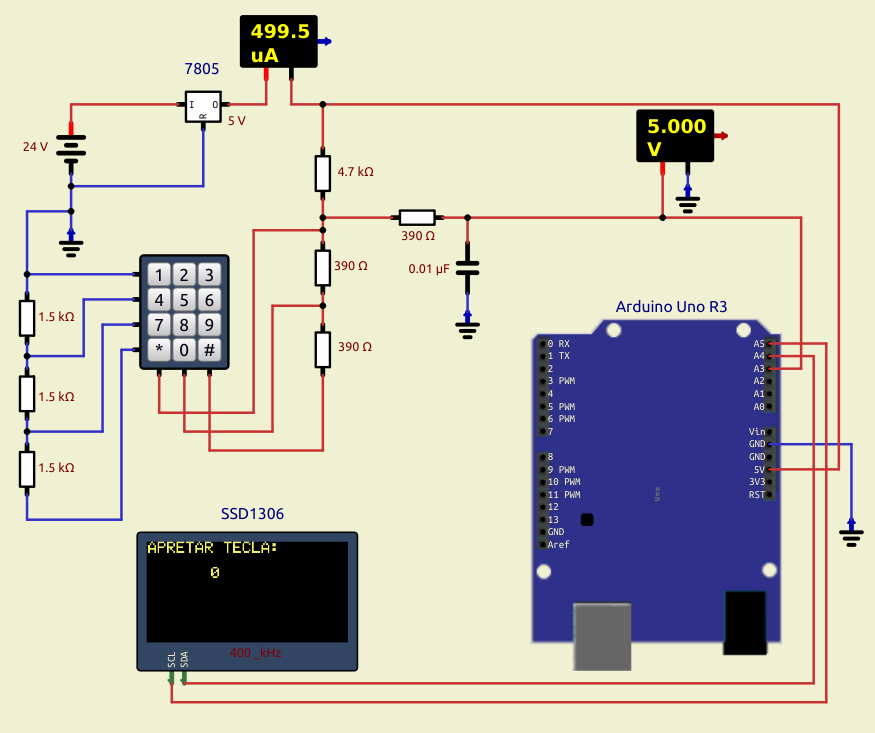 499.5
uA
7805
I O
R
5 V
24 V
5.000
V
4.7 kΩ
390 Ω
390 Ω
0.01 µF
390 Ω
1 2 3
4 5 6
7 8 9
* 0 #
1.5 kΩ
1.5 kΩ
1.5 kΩ
Arduino Uno R3
0 RX
1 TX
2
3 PWM
4
5 PWM
6 PWM
7
8
9 PWM
10 PWM
11 PWM
12
13
GND
Aref
A5
A4
A3
A2
A1
A0
Vin
GND
GND
5V
3V3
RST
Uno
SSD1306
APRETAR TECLA:
0
400_kHz
SCL
SDA